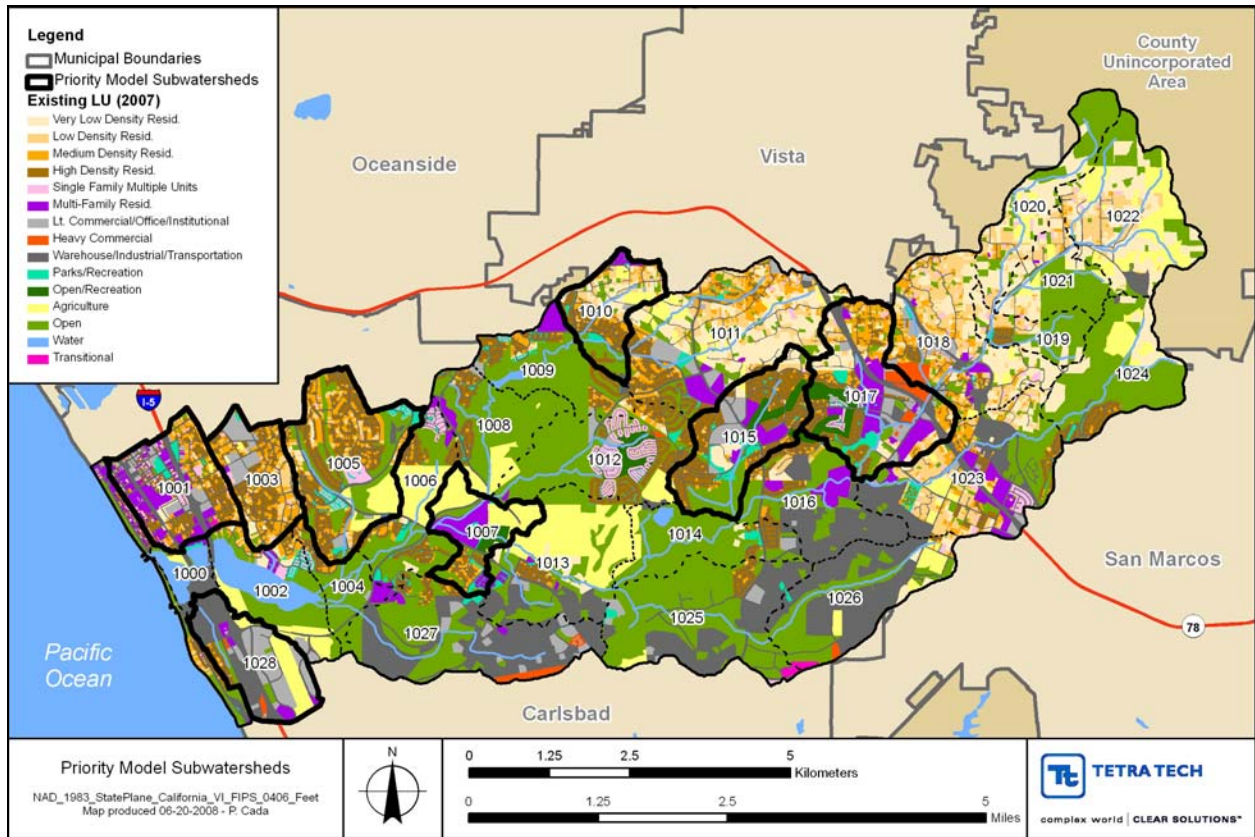 Legend
Municipal Boundaries
Priority Model Subwatersheds
Existing LU (2007)
Very Low Density Resid.
Low Density Resid.
Medium Density Resid.
High Density Resid.
Single Family Multiple Units
Multi-Family Resid.
Lt. Commercial/Office/Institutional
Heavy Commercial
Warehouse/Industrial/Transportation
Parks/Recreation
Open/Recreation
Agriculture
Open
Water
Transitional
County
Unincorporated
Area
Oceanside
Vista
1020
1022
1021
1010
1011
1018
1019
1009
1024
I-5
1017
1008
1015
1005
1012
1001
1003
1006
1023
1016
1007
1014
1013
1000
1004
1002
San Marcos
1026
1025
1027
78
Pacific
Ocean
1028
Carlsbad
Priority Model Subwatersheds
NAD_1983_StatePlane_California_VI_FIPS_0406_Feet
Map produced 06-20-2008 - P. Cada
N
0 1.25 2.5 5
Kilometers
0 1.25 2.5 5
Miles
Tt TETRA TECH
complex world | CLEAR SOLUTIONS™